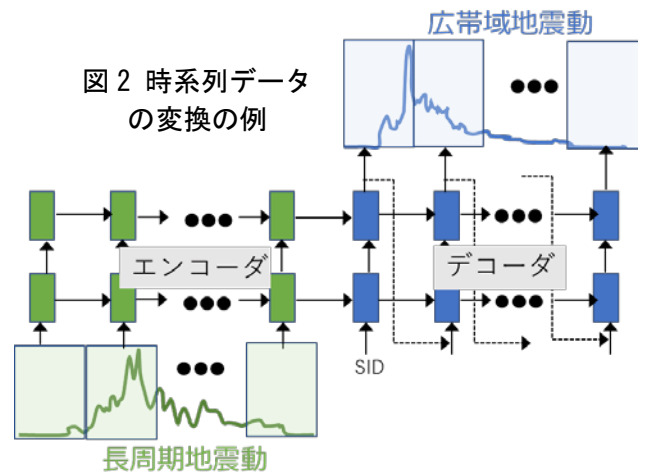 広帯域地震動
図2 時系列データ
の変換の例
エンコーダ
デコーダ
SID
長周期地震動